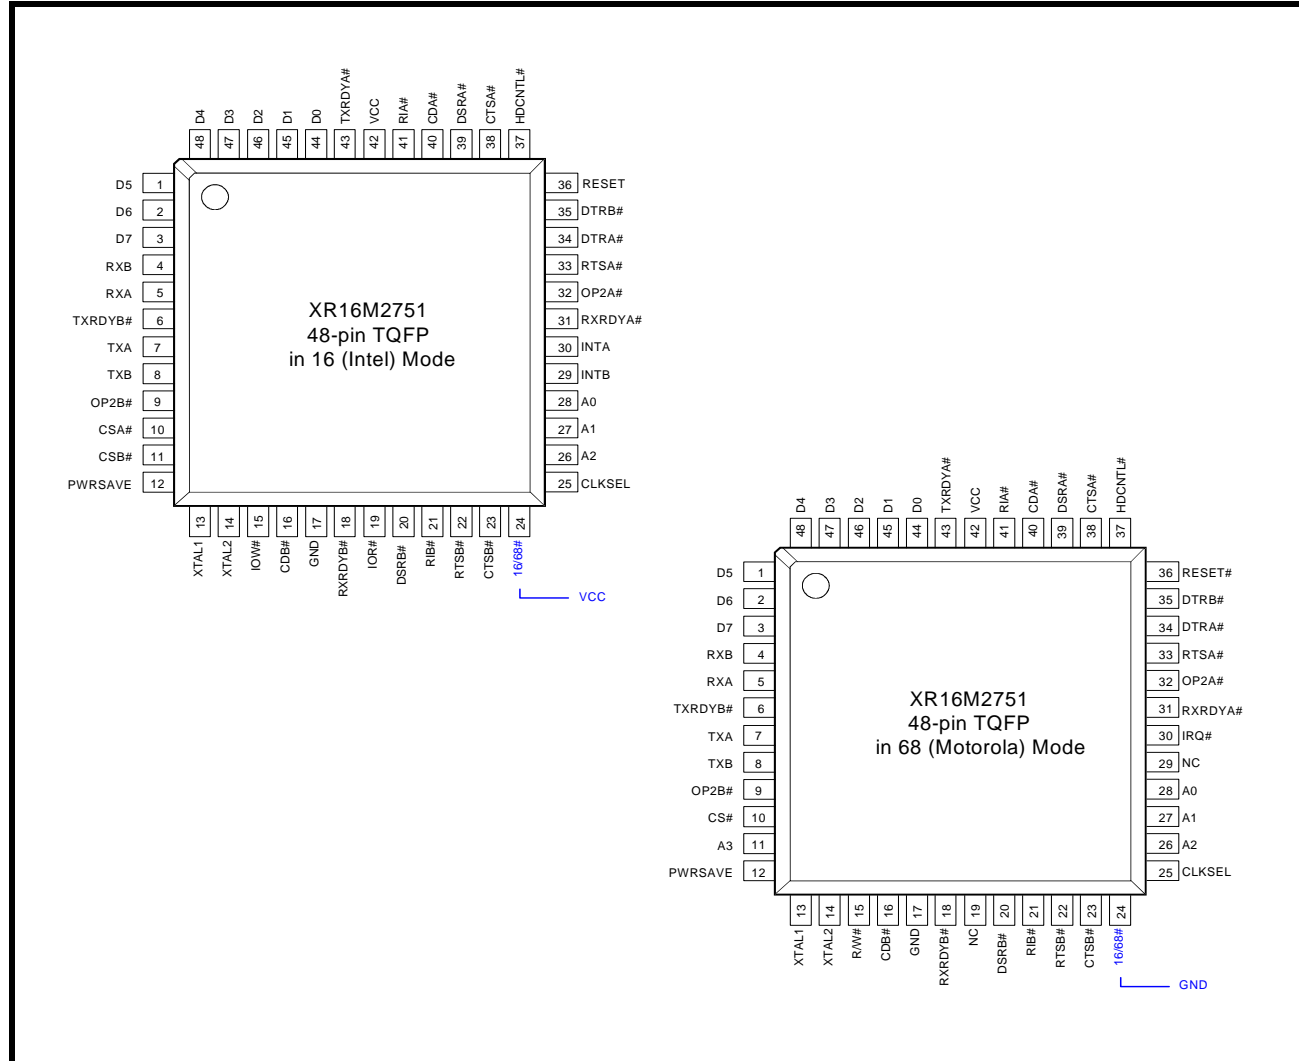 D4 D3 D2 D1 D0 TXRDYA# VCC RIA# CDA# DSRA# CTSA# HDCNTL#
48 47 46 45 44 43 42 41 40 39 38 37
D5 1 36 RESET
D6 2 35 DTRB#
D7 3 34 DTRA#
RXB 4 33 RTSA#
RXA 5 32 OP2A#
TXRDYB# 6 31 RXRDYA#
TXA 7 30 INTA
TXB 8 29 INTB
OP2B# 9 28 A0
CSA# 10 27 A1
CSB# 11 26 A2
PWRSAVE 12 25 CLKSEL
XR16M2751
48-pin TQFP
in 16 (Intel) Mode
13 14 15 16 17 18 19 20 21 22 23 24
XTAL1 XTAL2 IOW# CDB# GND RXRDYB# IOR# DSRB# RIB# RTSB# CTSB# 16/68#
VCC
D4 D3 D2 D1 D0 TXRDYA# VCC RIA# CDA# DSRA# CTSA# HDCNTL#
48 47 46 45 44 43 42 41 40 39 38 37
D5 1 36 RESET#
D6 2 35 DTRB#
D7 3 34 DTRA#
RXB 4 33 RTSA#
RXA 5 32 OP2A#
TXRDYB# 6 31 RXRDYA#
TXA 7 30 IRQ#
TXB 8 29 NC
OP2B# 9 28 A0
CS# 10 27 A1
A3 11 26 A2
PWRSAVE 12 25 CLKSEL
XR16M2751
48-pin TQFP
in 68 (Motorola) Mode
13 14 15 16 17 18 19 20 21 22 23 24
XTAL1 XTAL2 R/W# CDB# GND RXRDYB# NC DSRB# RIB# RTSB# CTSB# 16/68#
GND